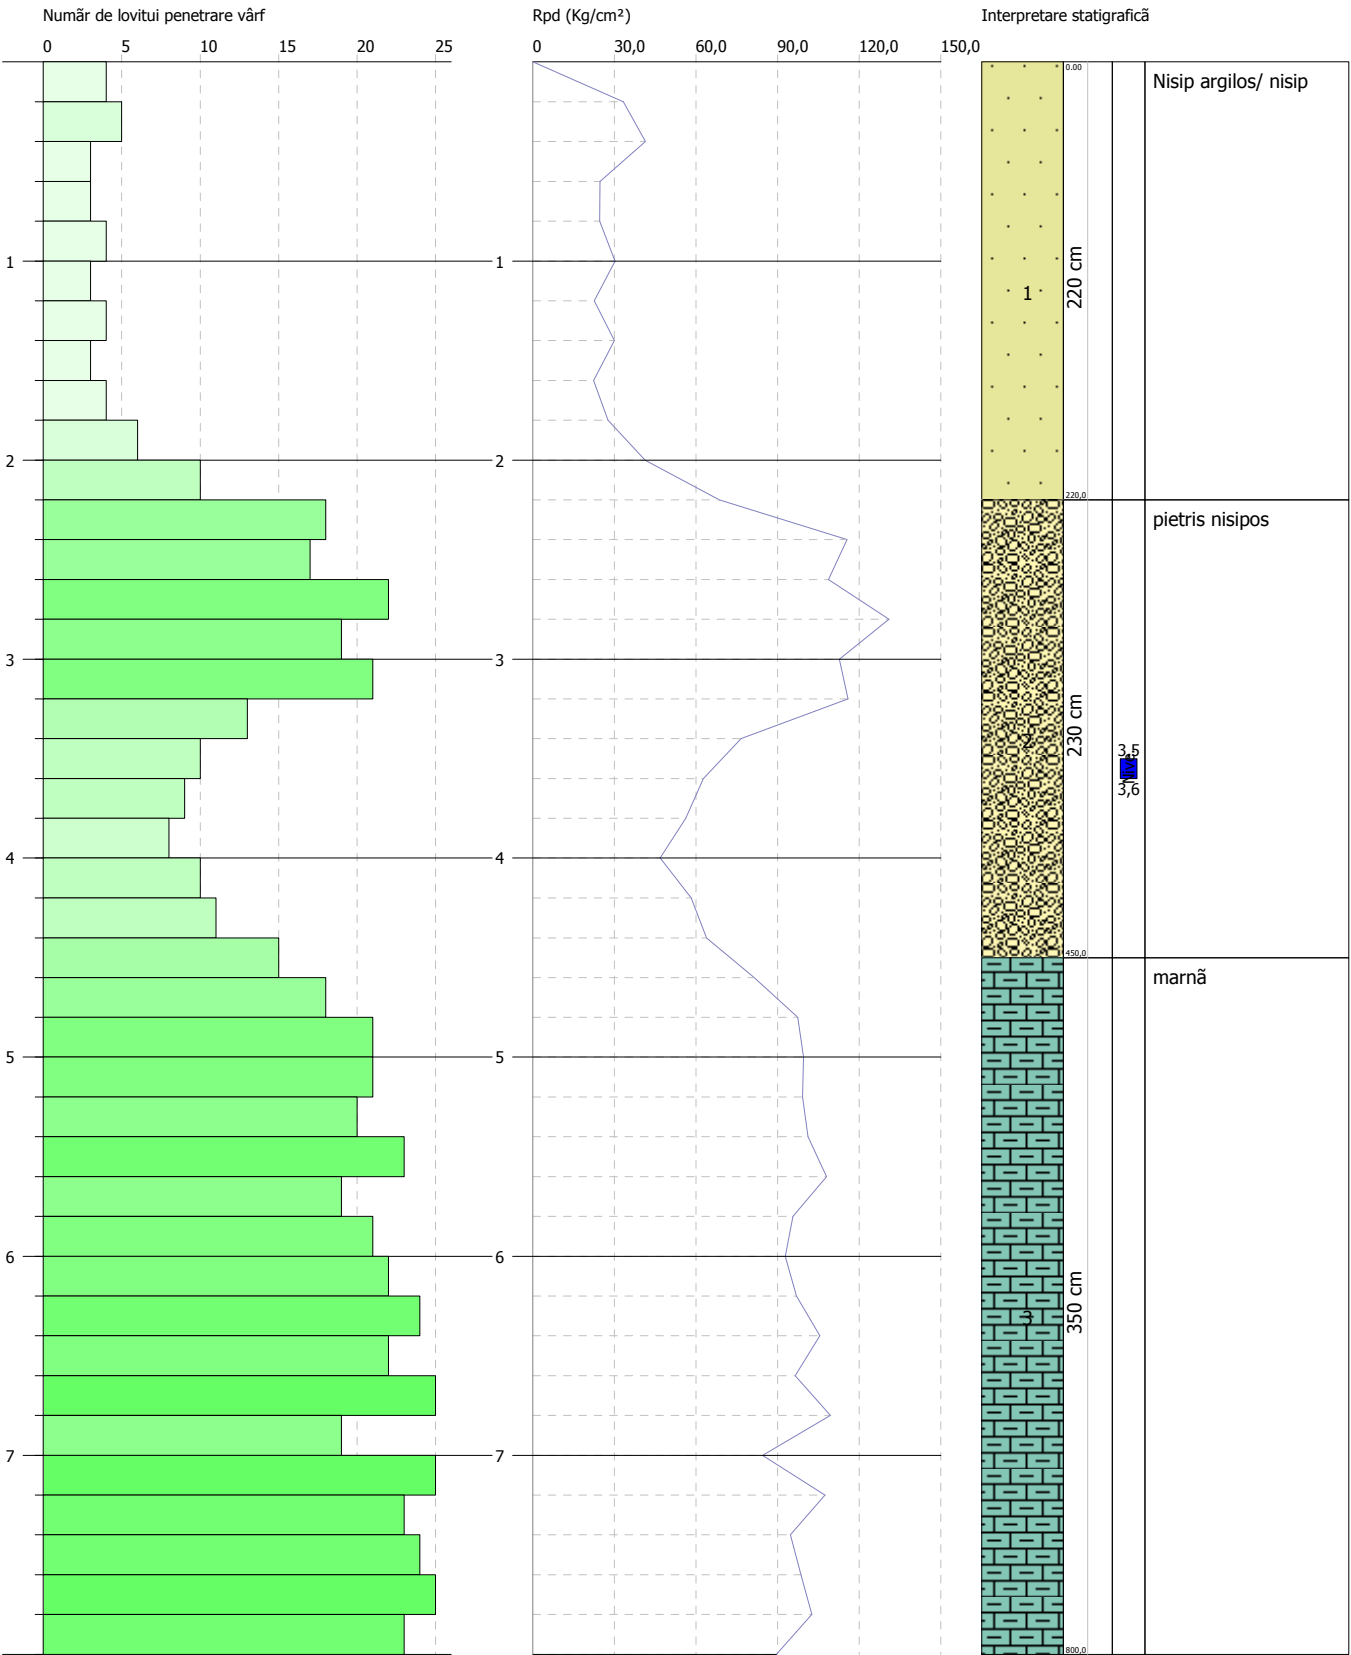 Numãr de lovitui penetrare vârf
0 5 10 15 20 25
1
2
3
4
5
6
7
Rpd (Kg/cm²)
0 30,0 60,0 90,0 120,0 150,0
1
2
3
4
5
6
7
Interpretare statigraficã
0.00
1
220 cm
Nisip argilos/ nisip
220,0
2
230 cm
3,5
3,6
pietris nisipos
450,0
3
350 cm
marnã
800,0